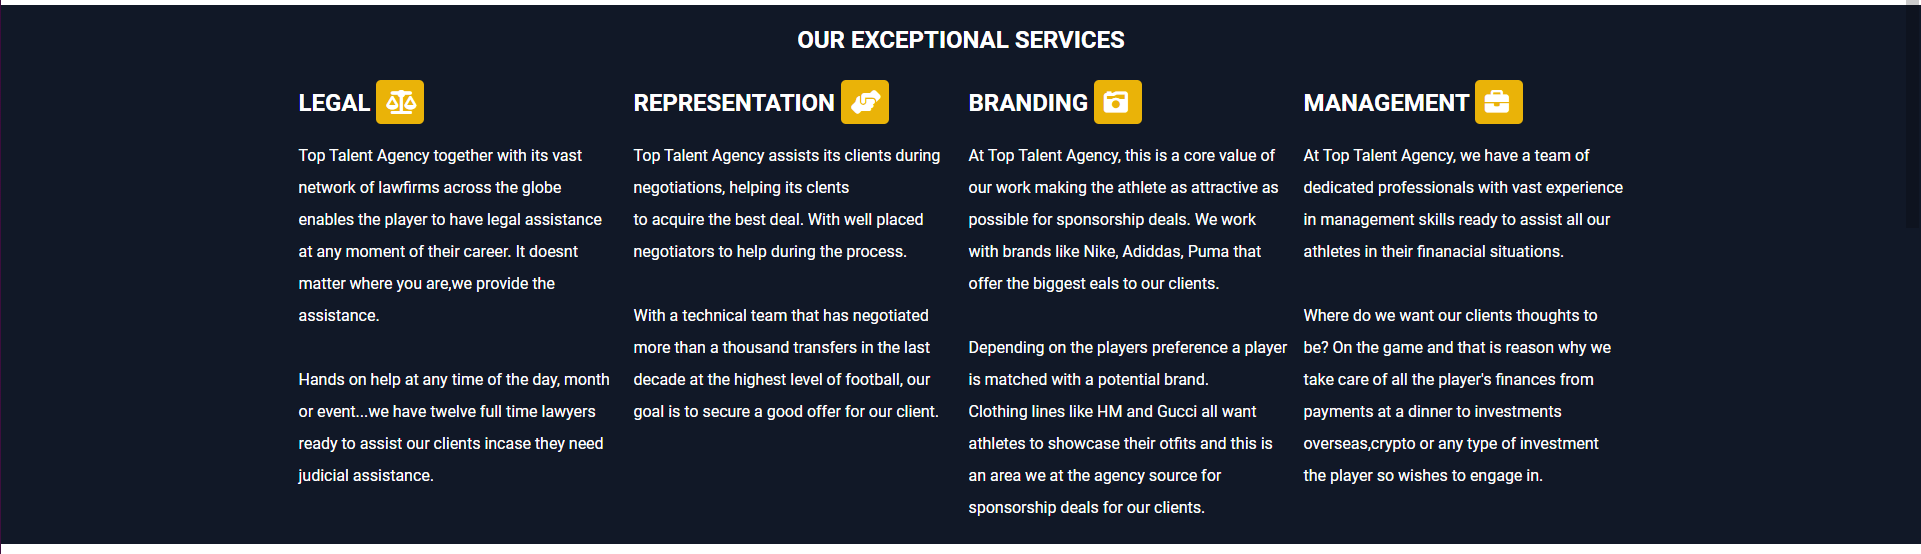 OUR EXCEPTIONAL SERVICES
LEGAL
Top Talent Agency together with its vast
network of lawfirms across the globe
enables the player to have legal assistance
at any moment of their career. It doesnt
matter where you are,we provide the
assistance.
Hands on help at any time of the day, month
or event...we have twelve full time lawyers
ready to assist our clients incase they need
judicial assistance.
REPRESENTATION
Top Talent Agency assists its clients during
negotiations, helping its clents
to acquire the best deal. With well placed
negotiators to help during the process.
With a technical team that has negotiated
more than a thousand transfers in the last
decade at the highest level of football, our
goal is to secure a good offer for our client.
BRANDING
At Top Talent Agency, this is a core value of
our work making the athlete as attractive as
possible for sponsorship deals. We work
with brands like Nike, Adiddas, Puma that
offer the biggest eals to our clients.
Depending on the players preference a player
is matched with a potential brand.
Clothing lines like HM and Gucci all want
athletes to showcase their otfits and this is
an area we at the agency source for
sponsorship deals for our clients.
MANAGEMENT
At Top Talent Agency, we have a team of
dedicated professionals with vast experience
in management skills ready to assist all our
athletes in their finanacial situations.
Where do we want our clients thoughts to
be? On the game and that is reason why we
take care of all the player's finances from
payments at a dinner to investments
overseas,crypto or any type of investment
the player so wishes to engage in.